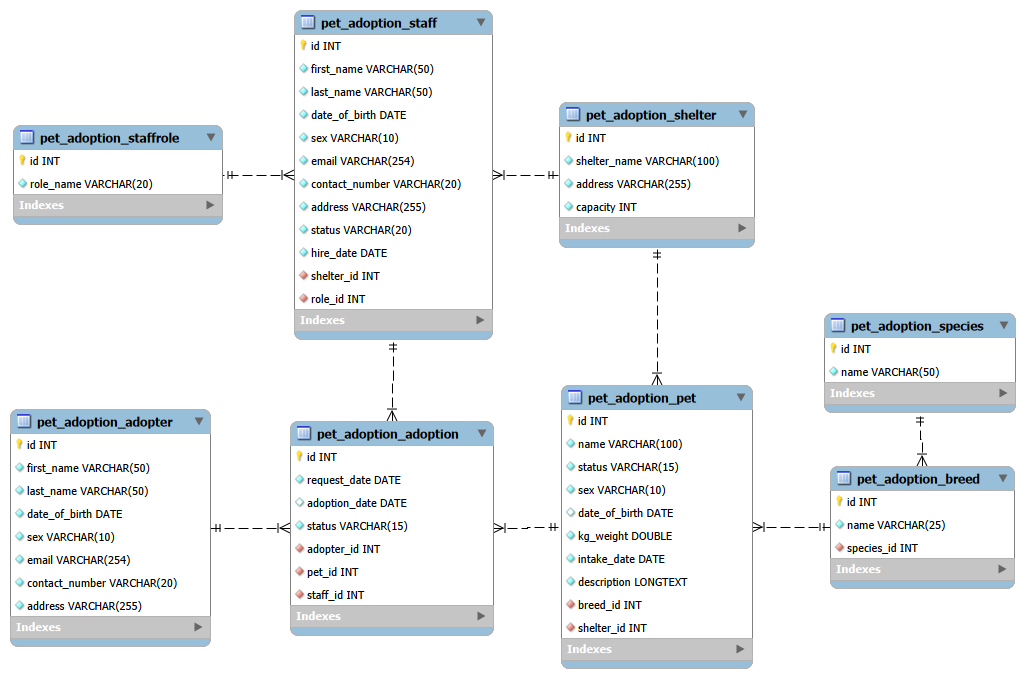 pet_adoption_staff
id INT
first_name VARCHAR(50)
last_name VARCHAR(50)
date_of_birth DATE
sex VARCHAR(10)
email VARCHAR(254)
contact_number VARCHAR(20)
address VARCHAR(255)
status VARCHAR(20)
hire_date DATE
shelter_id INT
role_id INT
Indexes
pet_adoption_staffrole
id INT
role_name VARCHAR(20)
Indexes
pet_adoption_shelter
id INT
shelter_name VARCHAR(100)
address VARCHAR(255)
capacity INT
Indexes
pet_adoption_species
id INT
name VARCHAR(50)
Indexes
pet_adoption_adopter
id INT
first_name VARCHAR(50)
last_name VARCHAR(50)
date_of_birth DATE
sex VARCHAR(10)
email VARCHAR(254)
contact_number VARCHAR(20)
address VARCHAR(255)
Indexes
pet_adoption_adoption
id INT
request_date DATE
adoption_date DATE
status VARCHAR(15)
adopter_id INT
pet_id INT
staff_id INT
Indexes
pet_adoption_pet
id INT
name VARCHAR(100)
status VARCHAR(15)
sex VARCHAR(10)
date_of_birth DATE
kg_weight DOUBLE
intake_date DATE
description LONGTEXT
breed_id INT
shelter_id INT
Indexes
pet_adoption_breed
id INT
name VARCHAR(25)
species_id INT
Indexes